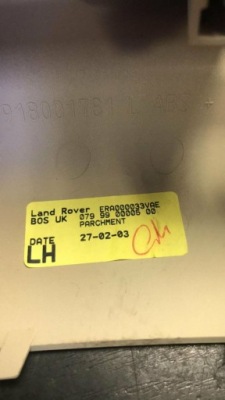 Land Rover ERA000033VAE
BOS UK 079 99 00005 00
PARCHMENT
DATE 27-02-03
LH